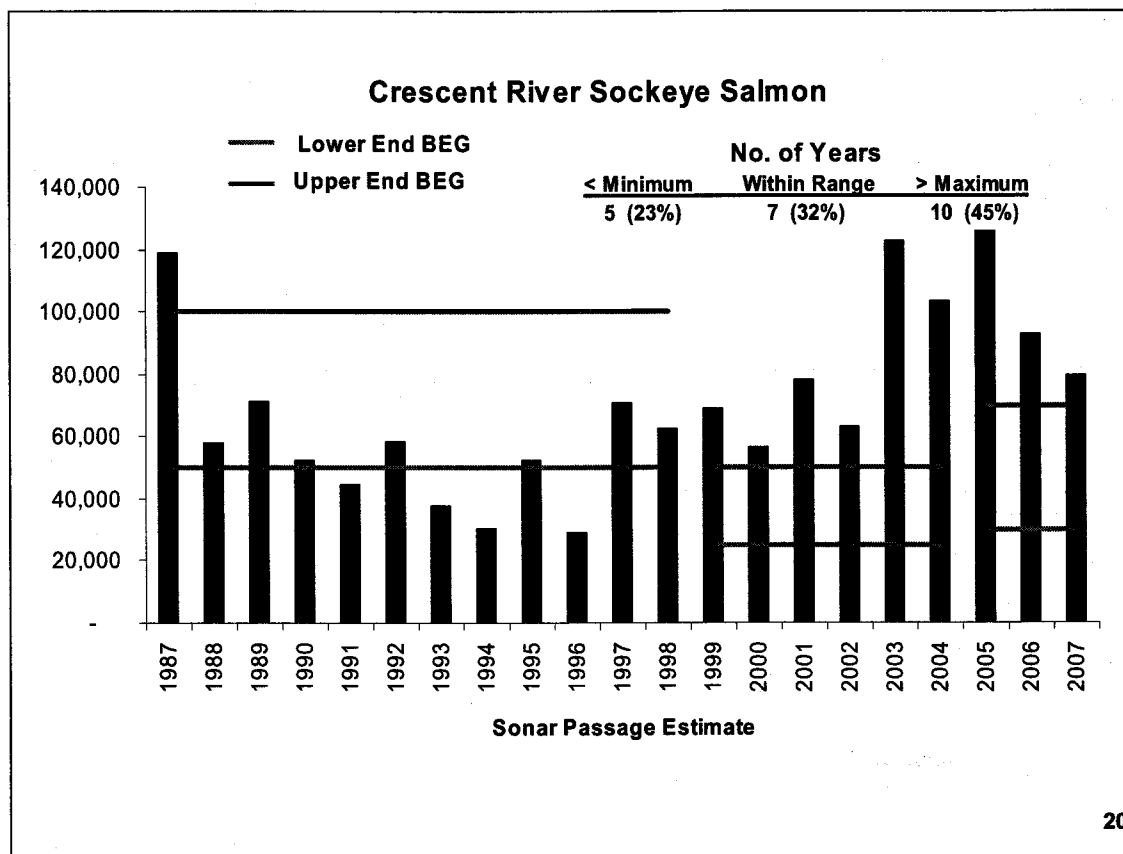 Crescent River Sockeye Salmon
Lower End BEG
Upper End BEG
No. of Years
< Minimum Within Range > Maximum
5 (23%) 7 (32%) 10 (45%)
140,000
120,000
100,000
80,000
60,000
40,000
20,000
-
1987 1988 1989 1990 1991 1992 1993 1994 1995 1996 1997 1998 1999 2000 2001 2002 2003 2004 2005 2006 2007
Sonar Passage Estimate
20